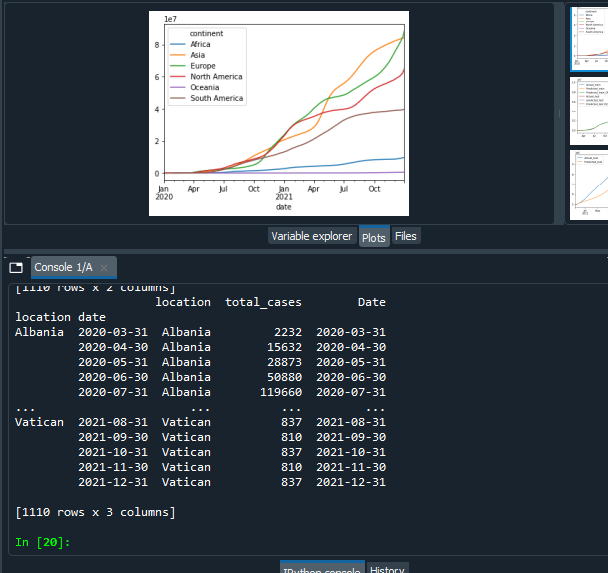 1e7
continent
Africa
Asia
Europe
North America
Oceania
South America
8
6
4
2
0
Jan Apr Jul Oct Jan Apr Jul Oct
2020 2021
date
Variable explorer Plots Files
Console 1/A ×
[1110 rows x 2 columns]
location total_cases Date
location date
Albania 2020-03-31 Albania 2232 2020-03-31
2020-04-30 Albania 15632 2020-04-30
2020-05-31 Albania 28873 2020-05-31
2020-06-30 Albania 50880 2020-06-30
2020-07-31 Albania 119660 2020-07-31
... ... ... ...
Vatican 2021-08-31 Vatican 837 2021-08-31
2021-09-30 Vatican 810 2021-09-30
2021-10-31 Vatican 837 2021-10-31
2021-11-30 Vatican 810 2021-11-30
2021-12-31 Vatican 837 2021-12-31
[1110 rows x 3 columns]
In [20]:
IPython console History